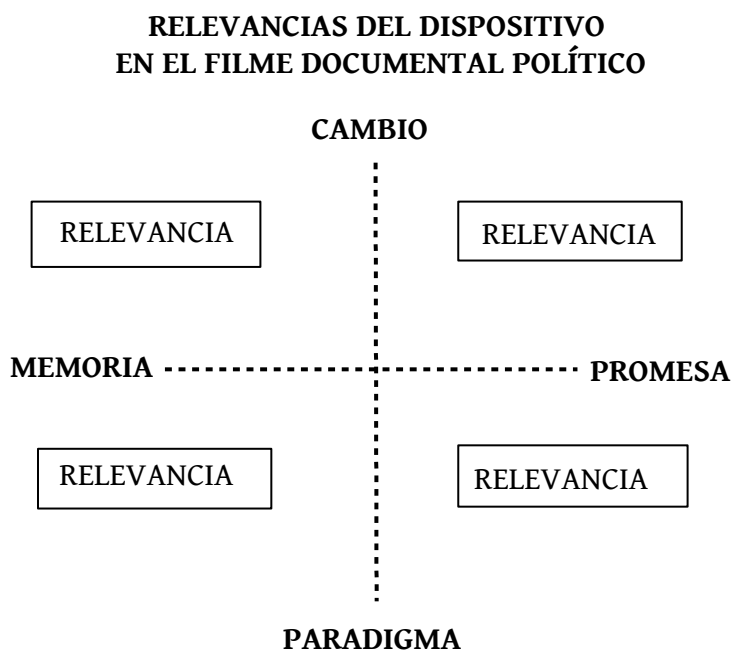 RELEVANCIAS DEL DISPOSITIVO
EN EL FILME DOCUMENTAL POLÍTICO
CAMBIO
RELEVANCIA
RELEVANCIA
MEMORIA
PROMESA
RELEVANCIA
RELEVANCIA
PARADIGMA